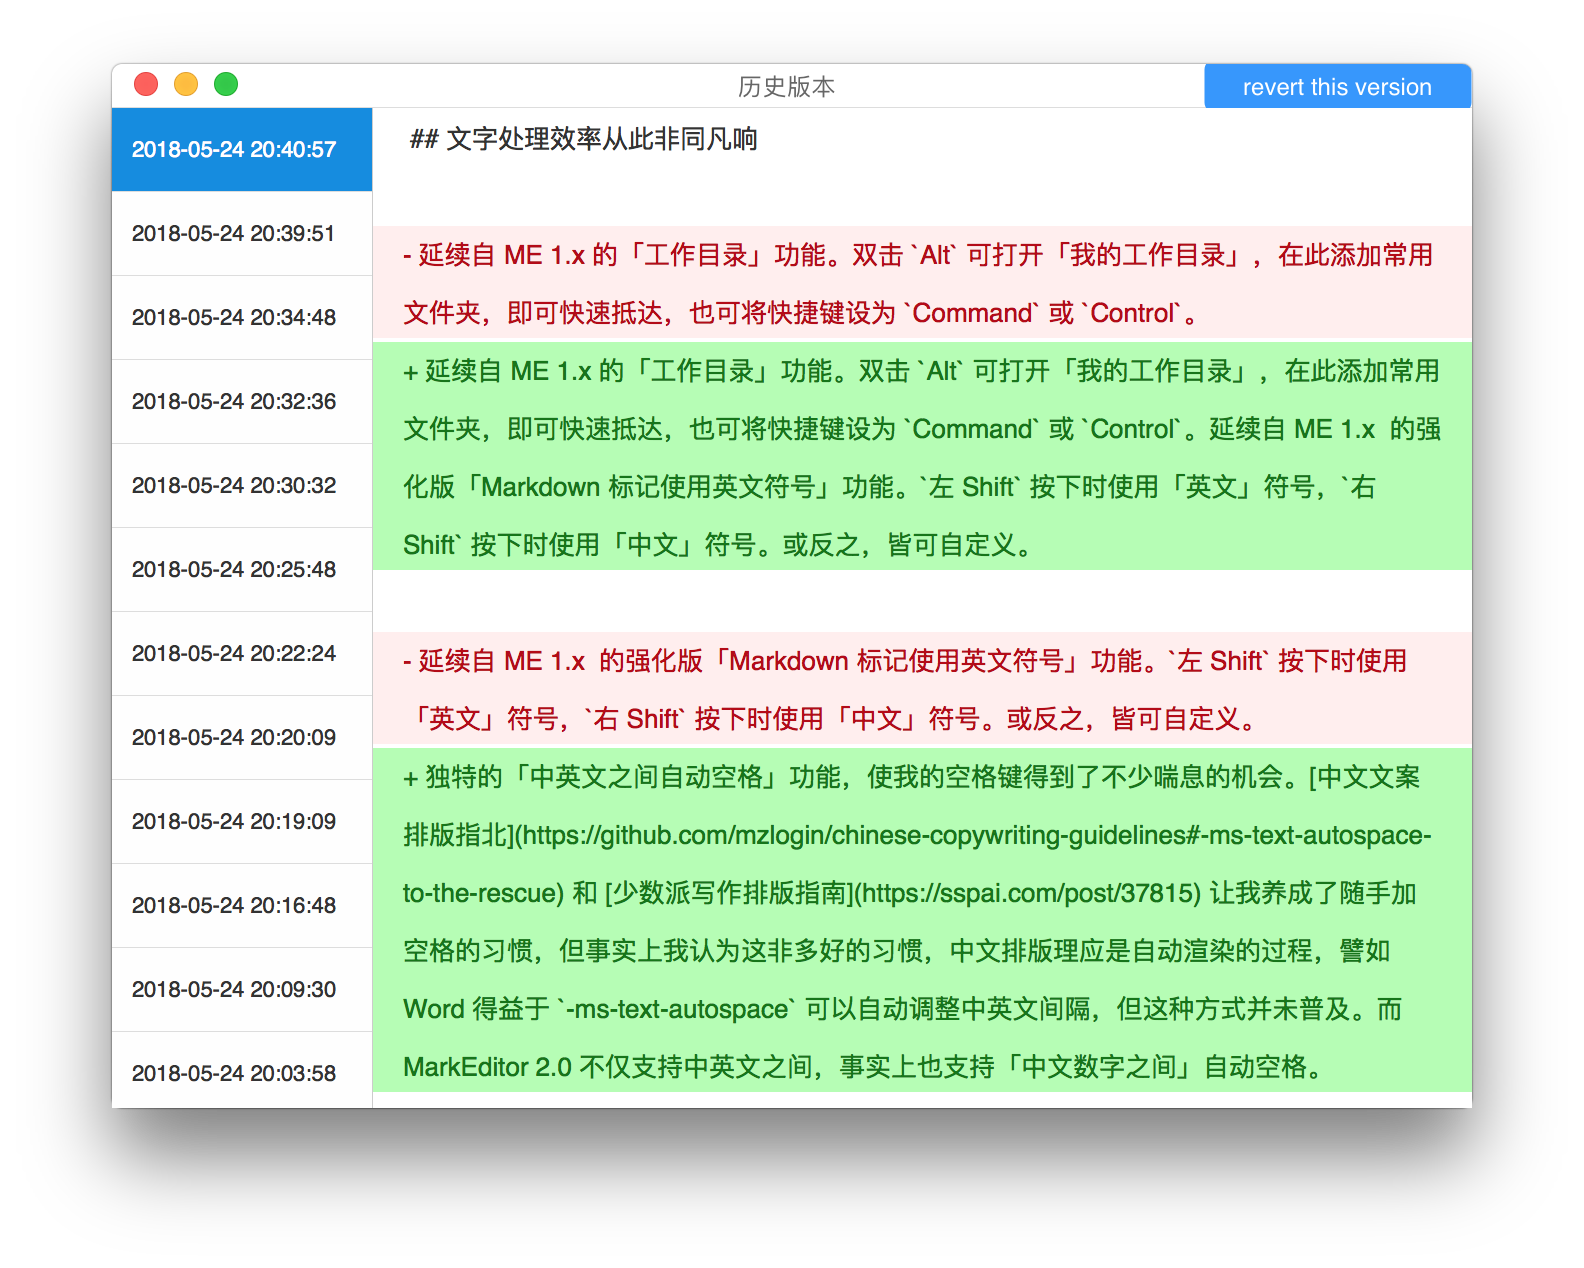 历史版本
revert this version
2018-05-24 20:40:57
2018-05-24 20:39:51
2018-05-24 20:34:48
2018-05-24 20:32:36
2018-05-24 20:30:32
2018-05-24 20:25:48
2018-05-24 20:22:24
2018-05-24 20:20:09
2018-05-24 20:19:09
2018-05-24 20:16:48
2018-05-24 20:09:30
2018-05-24 20:03:58
## 文字处理效率从此非同凡响
- 延续自 ME 1.x 的「工作目录」功能。双击 `Alt` 可打开「我的工作目录」，在此添加常用
文件夹，即可快速抵达，也可将快捷键设为 `Command` 或 `Control`。
+ 延续自 ME 1.x 的「工作目录」功能。双击 `Alt` 可打开「我的工作目录」，在此添加常用
文件夹，即可快速抵达，也可将快捷键设为 `Command` 或 `Control`。延续自 ME 1.x  的强
化版「Markdown 标记使用英文符号」功能。`左 Shift` 按下时使用「英文」符号，`右
Shift` 按下时使用「中文」符号。或反之，皆可自定义。
- 延续自 ME 1.x  的强化版「Markdown 标记使用英文符号」功能。`左 Shift` 按下时使用
「英文」符号，`右 Shift` 按下时使用「中文」符号。或反之，皆可自定义。
+ 独特的「中英文之间自动空格」功能，使我的空格键得到了不少喘息的机会。[中文文案
排版指北](https://github.com/mzlogin/chinese-copywriting-guidelines#-ms-text-autospace-
to-the-rescue) 和 [少数派写作排版指南](https://sspai.com/post/37815) 让我养成了随手加
空格的习惯，但事实上我认为这非多好的习惯，中文排版理应是自动渲染的过程，譬如
Word 得益于 `-ms-text-autospace` 可以自动调整中英文间隔，但这种方式并未普及。而
MarkEditor 2.0 不仅支持中英文之间，事实上也支持「中文数字之间」自动空格。